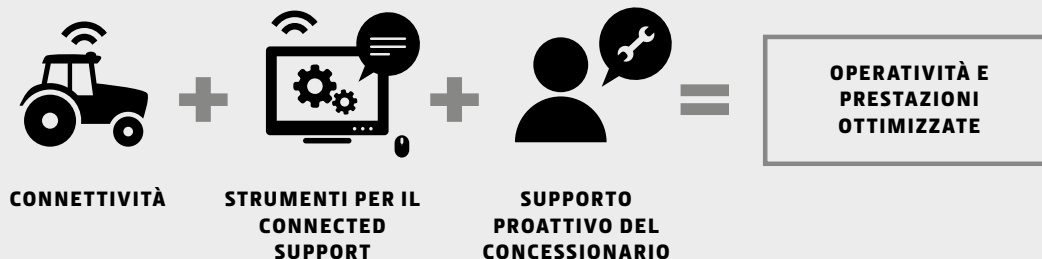 CONNETTIVITÀ
STRUMENTI PER IL
CONNECTED
SUPPORT
SUPPORTO
PROATTIVO DEL
CONCESSIONARIO
OPERATIVITÀ E
PRESTAZIONI
OTTIMIZZATE